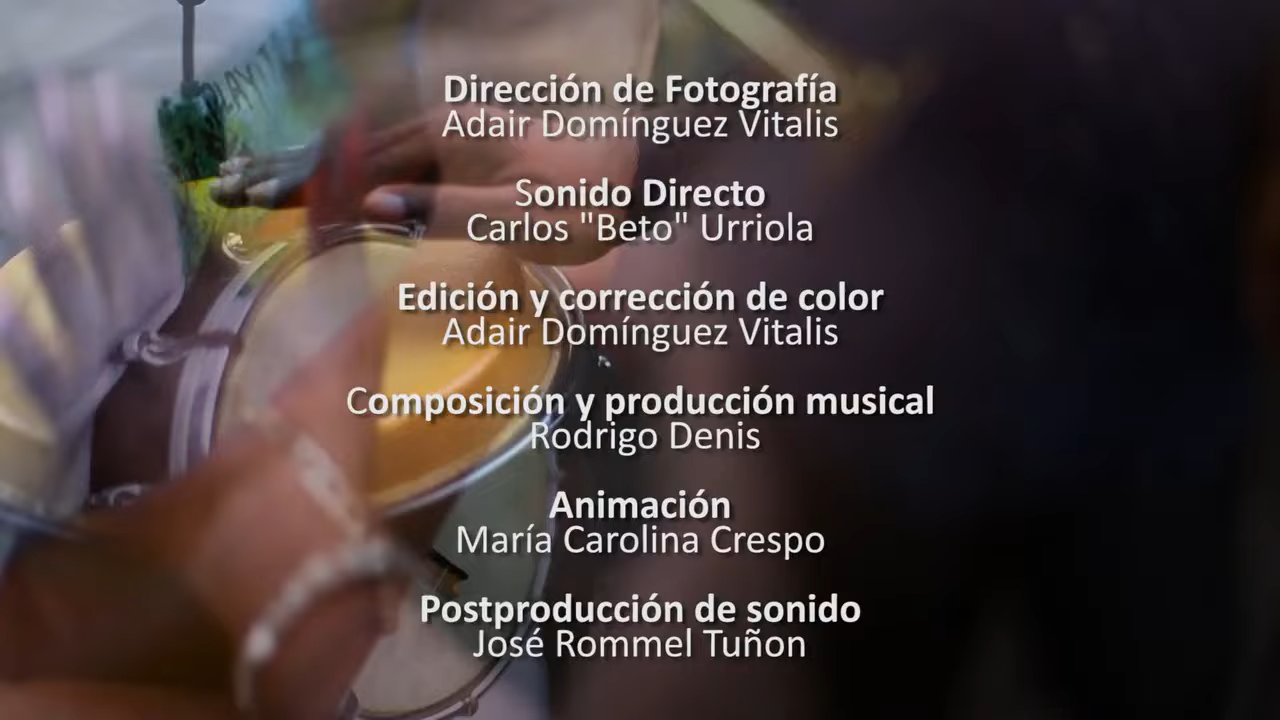 Dirección de Fotografía
Adair Domínguez Vitalis
Sonido Directo
Carlos "Beto" Urriola
Edición y corrección de color
Adair Domínguez Vitalis
Composición y producción musical
Rodrigo Denis
Animación
María Carolina Crespo
Postproducción de sonido
José Rommel Tuñon